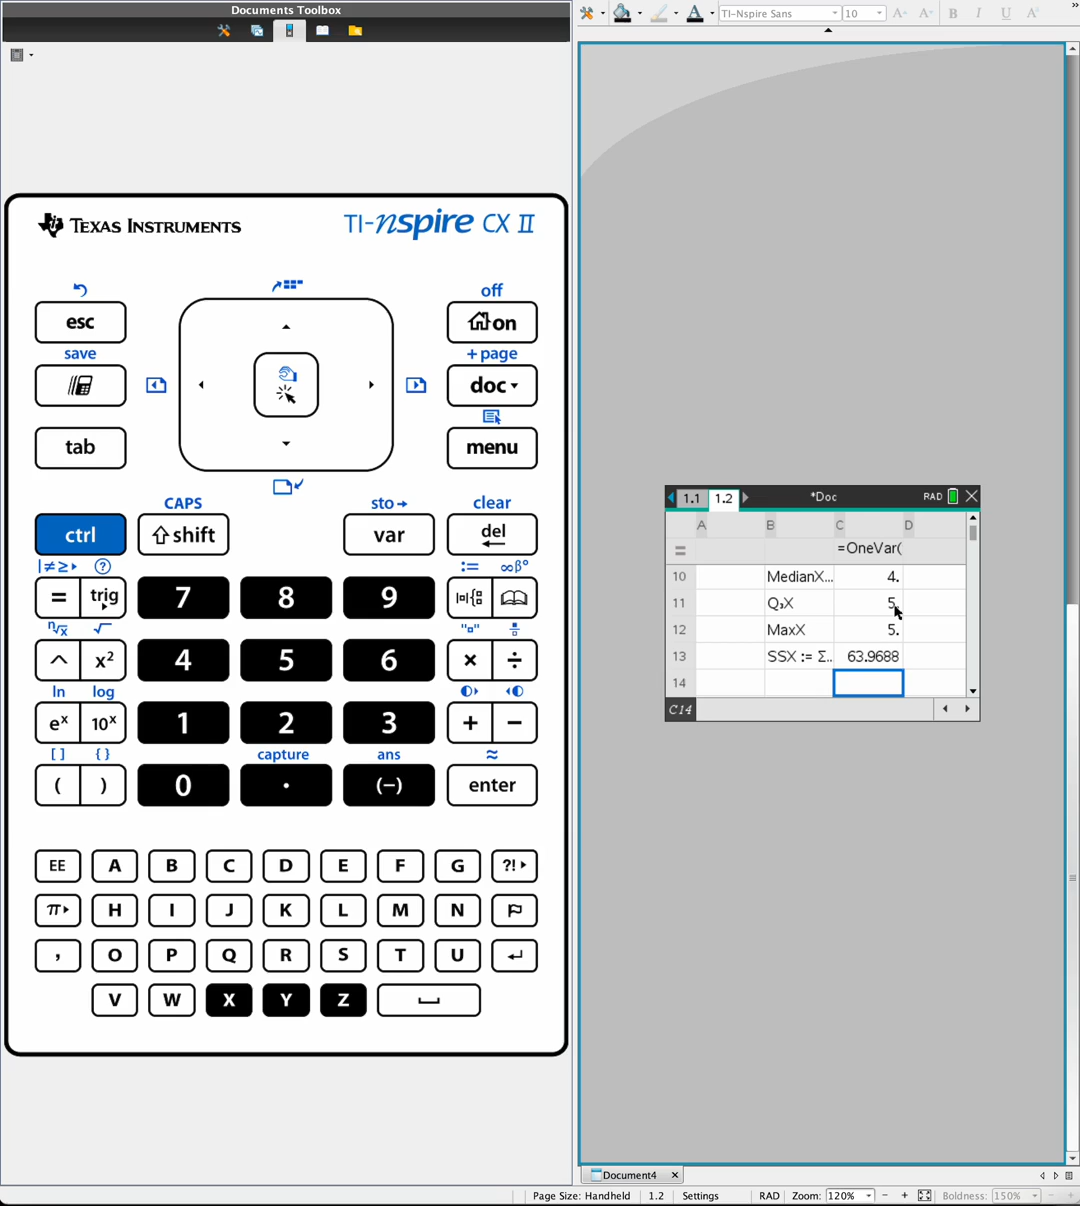 Documents Toolbox
TEXAS INSTRUMENTS
TI-nspire CX II
esc
off
on
save
+ page
doc
tab
menu
CAPS
sto→
clear
ctrl
shift
var
del
|≠≥▸
?
:=
∞β°
=
trig
7
8
9
|▫|{▫
ⁿ√x
√
"▫"
^
x²
4
5
6
×
÷
ln
log
eˣ
10ˣ
1
2
3
+
−
[ ]
{ }
capture
ans
≈
(
)
0
.
(−)
enter
EE
A
B
C
D
E
F
G
?!▸
π▸
H
I
J
K
L
M
N
,
O
P
Q
R
S
T
U
V
W
X
Y
Z
A
TI-Nspire Sans
10
A
A
B
I
U
A
»
1.1
1.2
*Doc
RAD
A
B
C
D
=
=OneVar(
10
MedianX...
4.
11
Q₃X
5.
12
MaxX
5.
13
SSX := Σ..
63.9688
14
C14
Document4
Page Size: Handheld
1.2
Settings
RAD
Zoom:
120%
−
+
Boldness:
150%
−
+